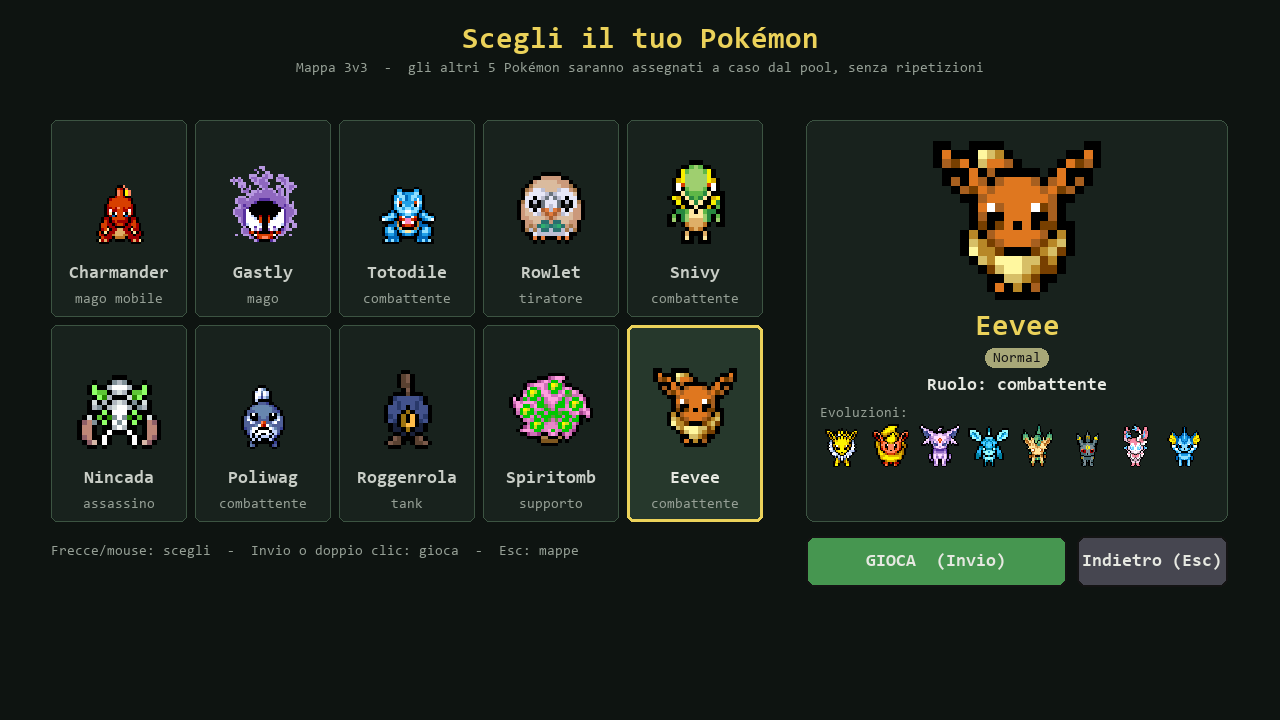 Scegli il tuo Pokémon
Mappa 3v3  -  gli altri 5 Pokémon saranno assegnati a caso dal pool, senza ripetizioni
Charmander
mago mobile
Gastly
mago
Totodile
combattente
Rowlet
tiratore
Snivy
combattente
Nincada
assassino
Poliwag
combattente
Roggenrola
tank
Spiritomb
supporto
Eevee
combattente
Eevee
Normal
Ruolo: combattente
Evoluzioni:
Frecce/mouse: scegli  -  Invio o doppio clic: gioca  -  Esc: mappe
GIOCA  (Invio)
Indietro (Esc)